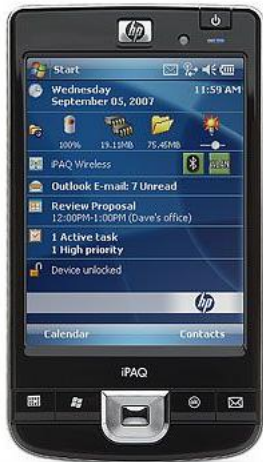 hp
Start
Wednesday 11:59 AM
September 05, 2007
100% 19.11MB 75.45MB
iPAQ Wireless WLAN
Outlook E-mail: 7 Unread
Review Proposal
12:00PM-1:00PM (Dave's office)
1 Active task
1 High priority
Device unlocked
hp
Calendar Contacts
iPAQ
ok